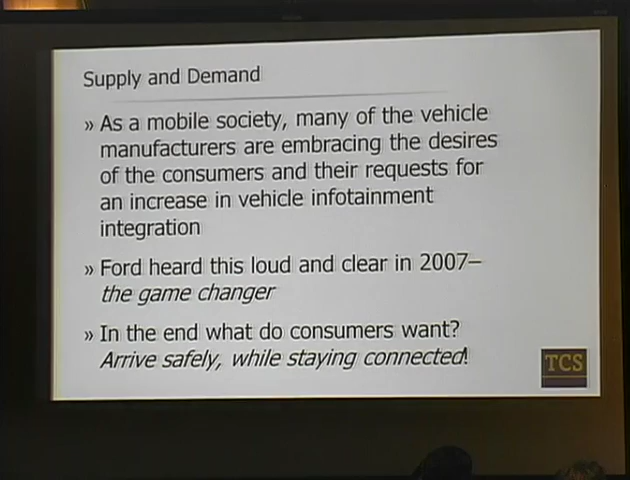 Supply and Demand
» As a mobile society, many of the vehicle
manufacturers are embracing the desires
of the consumers and their requests for
an increase in vehicle infotainment
integration
» Ford heard this loud and clear in 2007–
the game changer
» In the end what do consumers want?
Arrive safely, while staying connected!
TCS